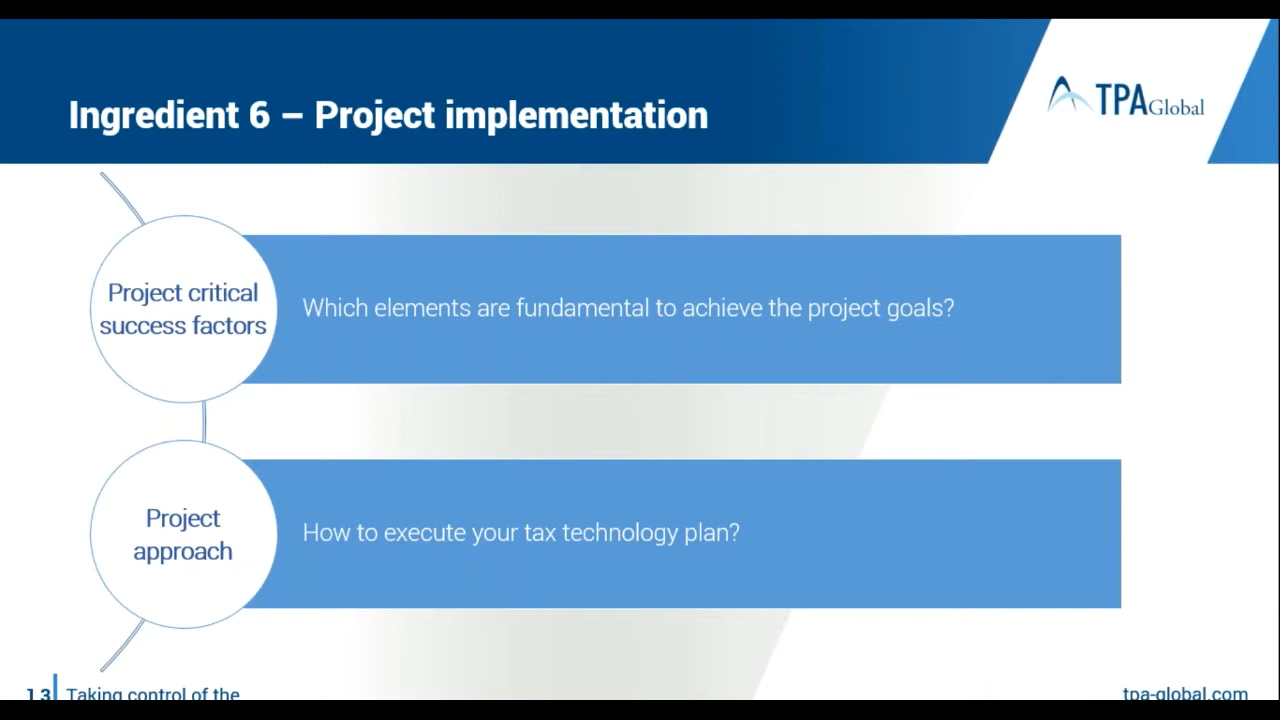 Ingredient 6 – Project implementation
TPA Global
Project critical
success factors
Which elements are fundamental to achieve the project goals?
Project
approach
How to execute your tax technology plan?
13
Taking control of the
tpa-global.com